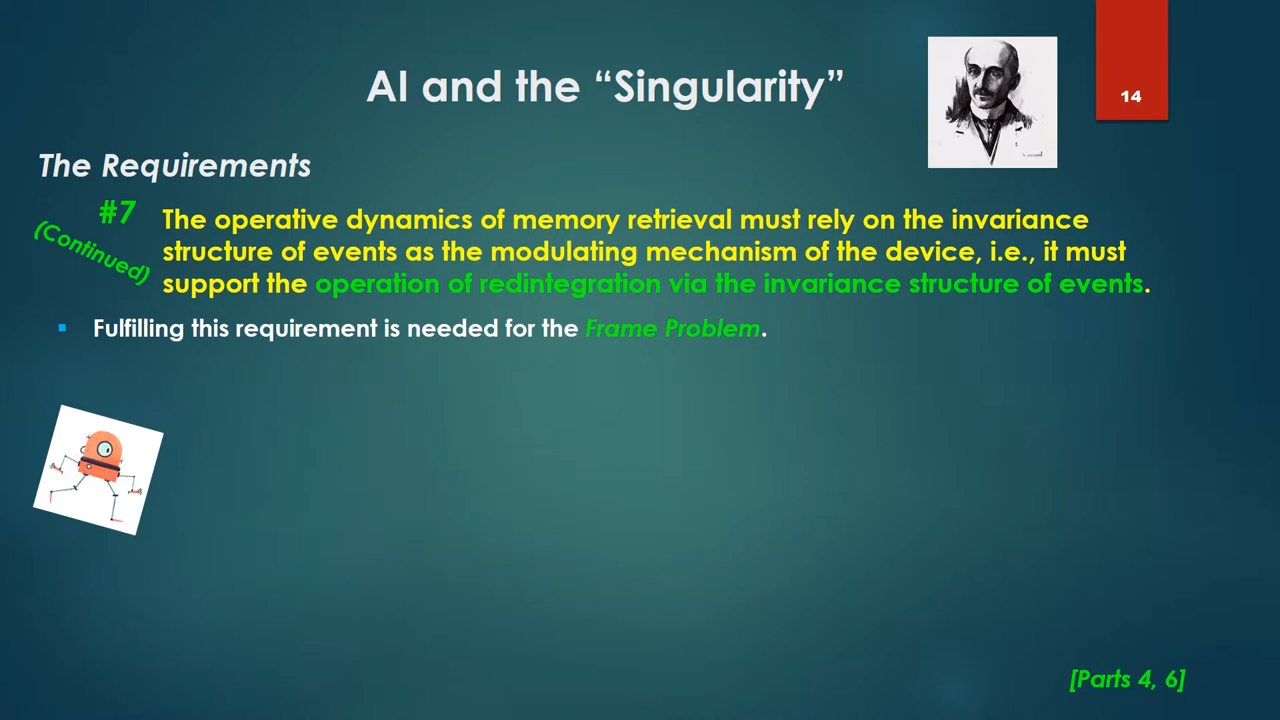 AI and the “Singularity”
14
The Requirements
#7
(Continued)
The operative dynamics of memory retrieval must rely on the invariance
structure of events as the modulating mechanism of the device, i.e., it must
support the operation of redintegration via the invariance structure of events.
▪ Fulfilling this requirement is needed for the Frame Problem.
[Parts 4, 6]